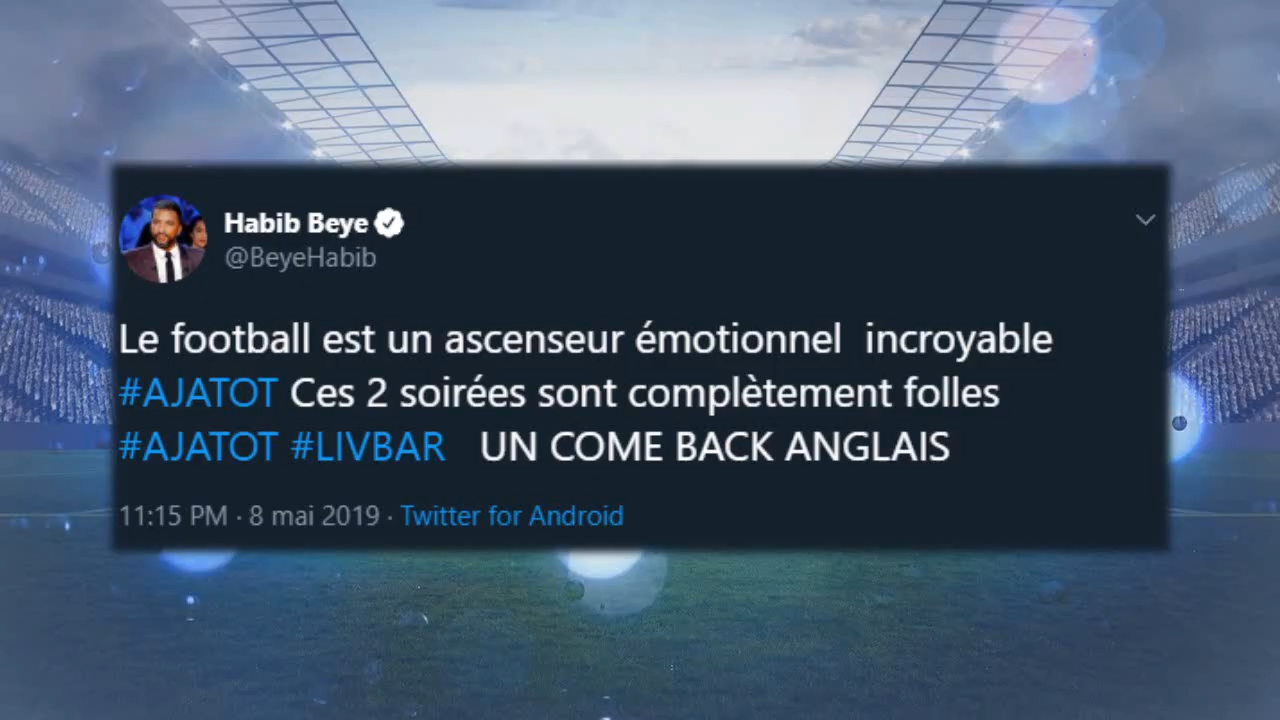 Habib Beye
@BeyeHabib
Le football est un ascenseur émotionnel incroyable
#AJATOT Ces 2 soirées sont complètement folles
#AJATOT #LIVBAR UN COME BACK ANGLAIS
11:15 PM · 8 mai 2019 · Twitter for Android